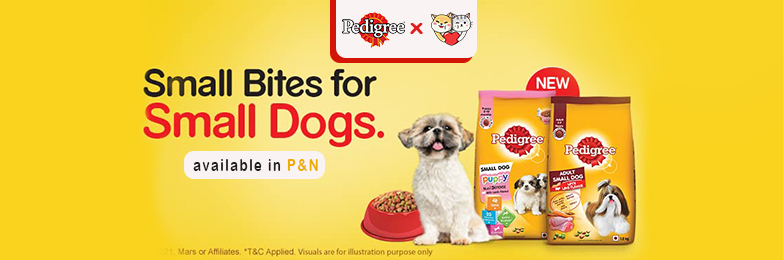 Pedigree x
Small Bites for
Small Dogs.
available in P&N
NEW
Pedigree
SMALL DOG
puppy
Pedigree
ADULT
SMALL DOG
Mars or Affiliates. *T&C Applied. Visuals are for illustration purpose only